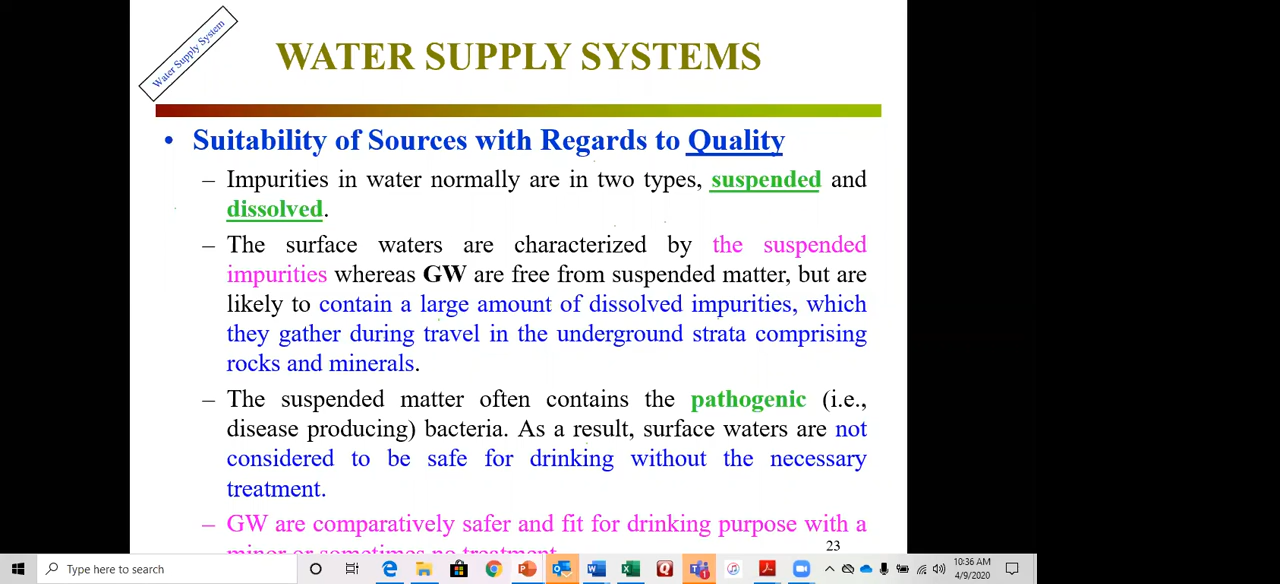 Water Supply System
WATER SUPPLY SYSTEMS
• Suitability of Sources with Regards to Quality
– Impurities in water normally are in two types, suspended and
dissolved.
– The surface waters are characterized by the suspended
impurities whereas GW are free from suspended matter, but are
likely to contain a large amount of dissolved impurities, which
they gather during travel in the underground strata comprising
rocks and minerals.
– The suspended matter often contains the pathogenic (i.e.,
disease producing) bacteria. As a result, surface waters are not
considered to be safe for drinking without the necessary
treatment.
– GW are comparatively safer and fit for drinking purpose with a
minor or sometimes no treatment
23
Type here to search
10:36 AM
4/9/2020